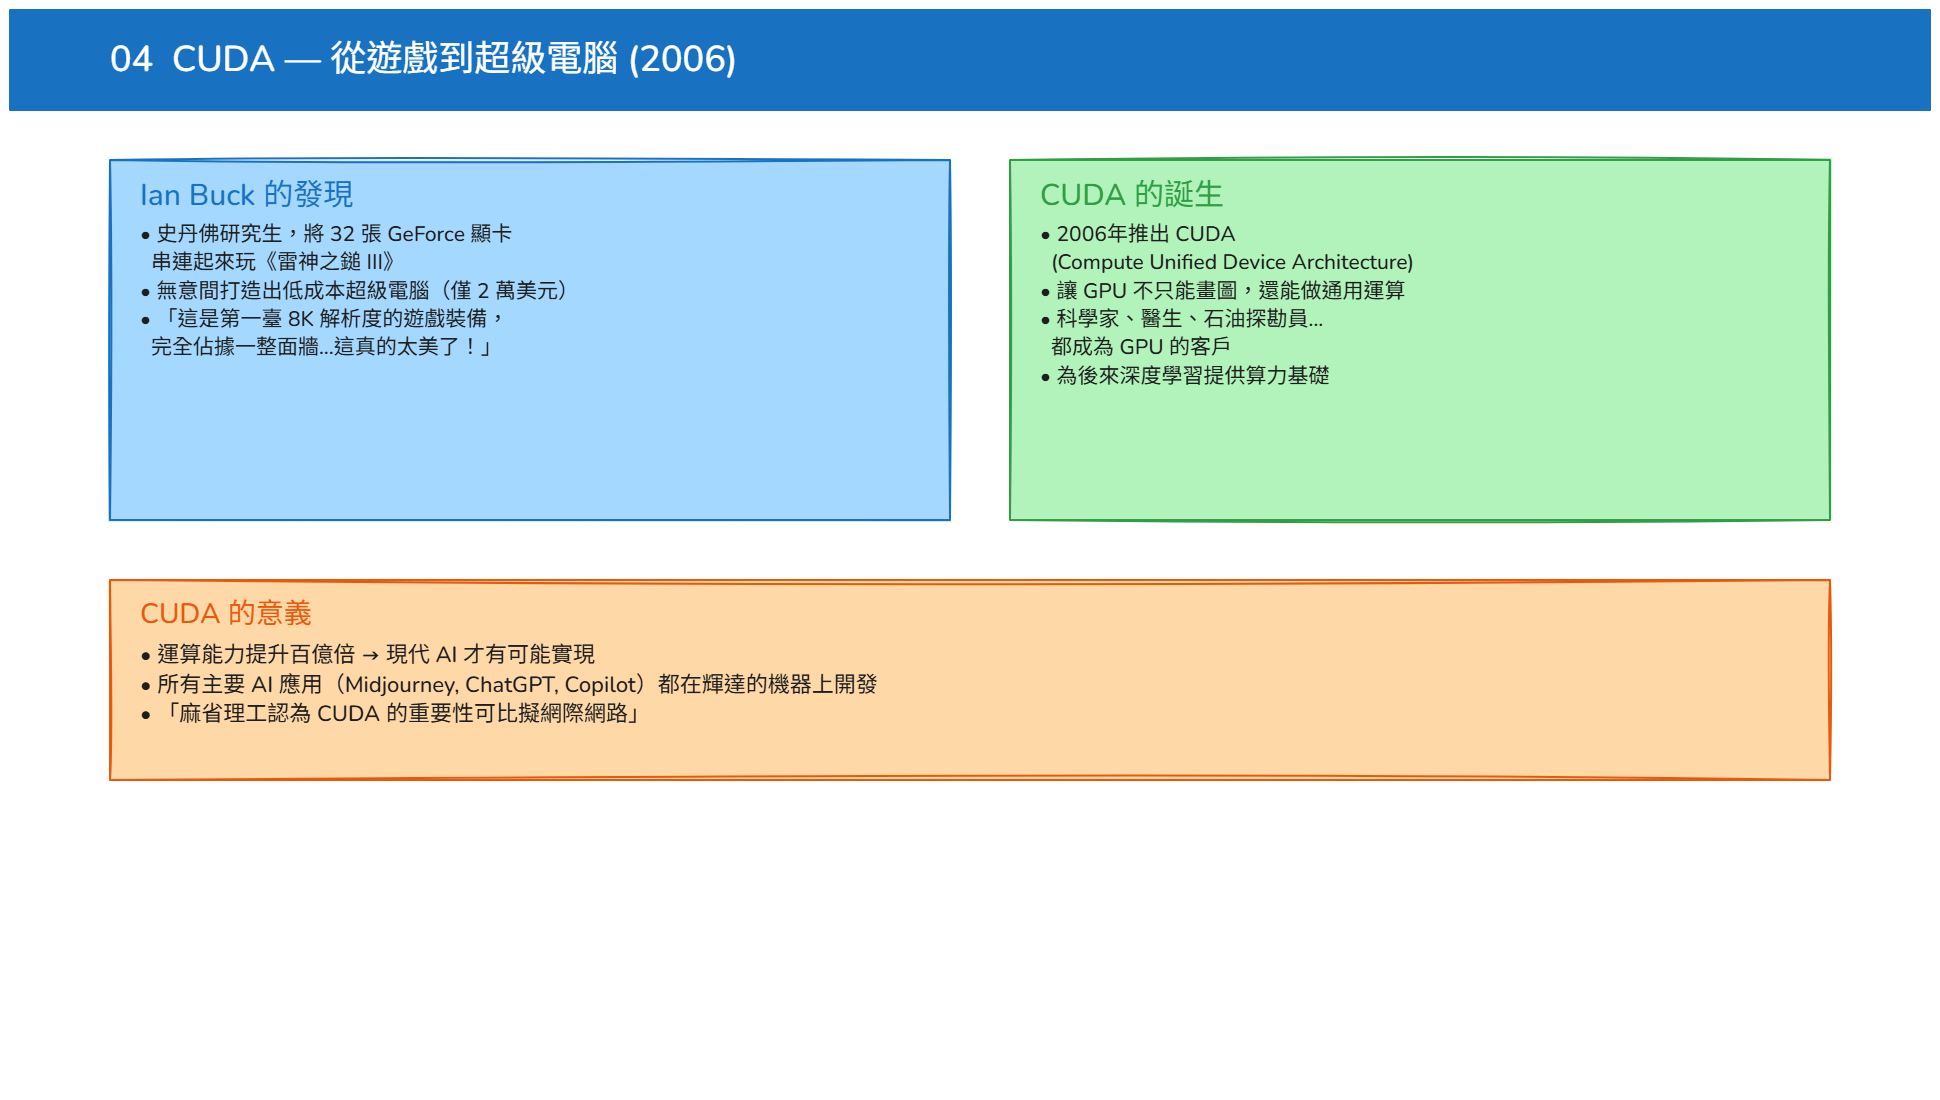 04 CUDA — 從遊戲到超級電腦 (2006)
Ian Buck 的發現
• 史丹佛研究生，將 32 張 GeForce 顯卡
串連起來玩《雷神之鎚 III》
• 無意間打造出低成本超級電腦（僅 2 萬美元）
• 「這是第一臺 8K 解析度的遊戲裝備，
完全佔據一整面牆...這真的太美了！」
CUDA 的誕生
• 2006年推出 CUDA
(Compute Unified Device Architecture)
• 讓 GPU 不只能畫圖，還能做通用運算
• 科學家、醫生、石油探勘員...
都成為 GPU 的客戶
• 為後來深度學習提供算力基礎
CUDA 的意義
• 運算能力提升百億倍 → 現代 AI 才有可能實現
• 所有主要 AI 應用（Midjourney, ChatGPT, Copilot）都在輝達的機器上開發
• 「麻省理工認為 CUDA 的重要性可比擬網際網路」